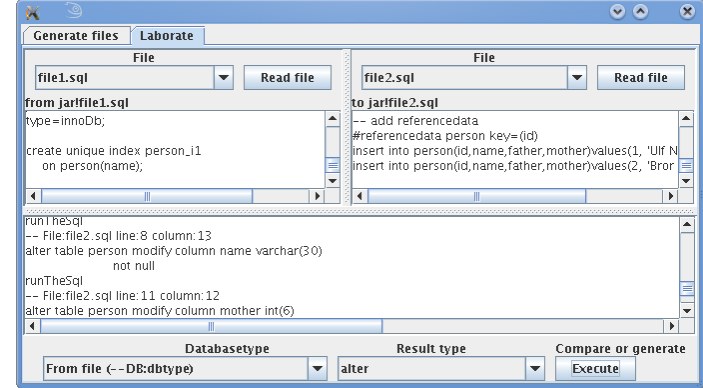 Generate files
Laborate
File
file1.sql
Read file
from jar!file1.sql
type=innoDb;
create unique index person_i1
on person(name);
File
file2.sql
Read file
to jar!file2.sql
-- add referencedata
#referencedata person key=(id)
insert into person(id,name,father,mother)values(1, 'Ulf N
insert into person(id,name,father,mother)values(2, 'Bror
runTheSql
-- File:file2.sql line:8 column:13
alter table person modify column name varchar(30)
not null
runTheSql
-- File:file2.sql line:11 column:12
alter table person modify column mother int(6)
Databasetype
Result type
Compare or generate
From file (--DB:dbtype)
alter
Execute